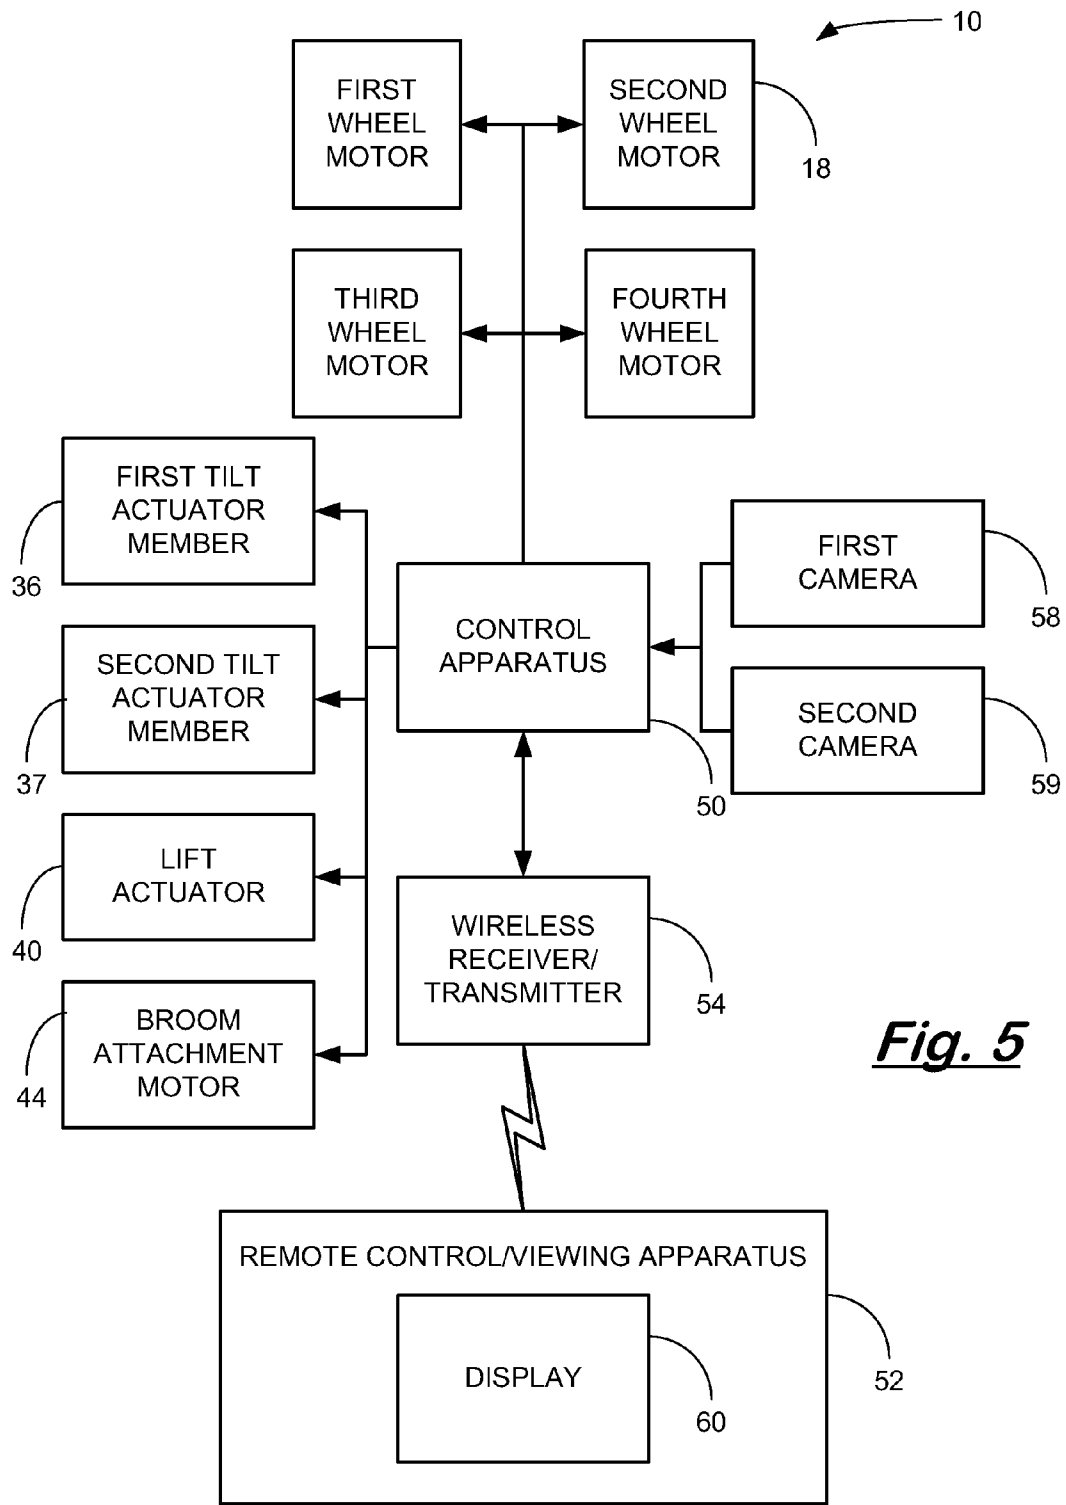 10
FIRST
WHEEL
MOTOR
SECOND
WHEEL
MOTOR
18
THIRD
WHEEL
MOTOR
FOURTH
WHEEL
MOTOR
FIRST TILT
ACTUATOR
MEMBER
36
SECOND TILT
ACTUATOR
MEMBER
37
LIFT
ACTUATOR
40
BROOM
ATTACHMENT
MOTOR
44
CONTROL
APPARATUS
50
FIRST
CAMERA
58
SECOND
CAMERA
59
WIRELESS
RECEIVER/
TRANSMITTER
54
Fig. 5
REMOTE CONTROL/VIEWING APPARATUS
52
DISPLAY
60